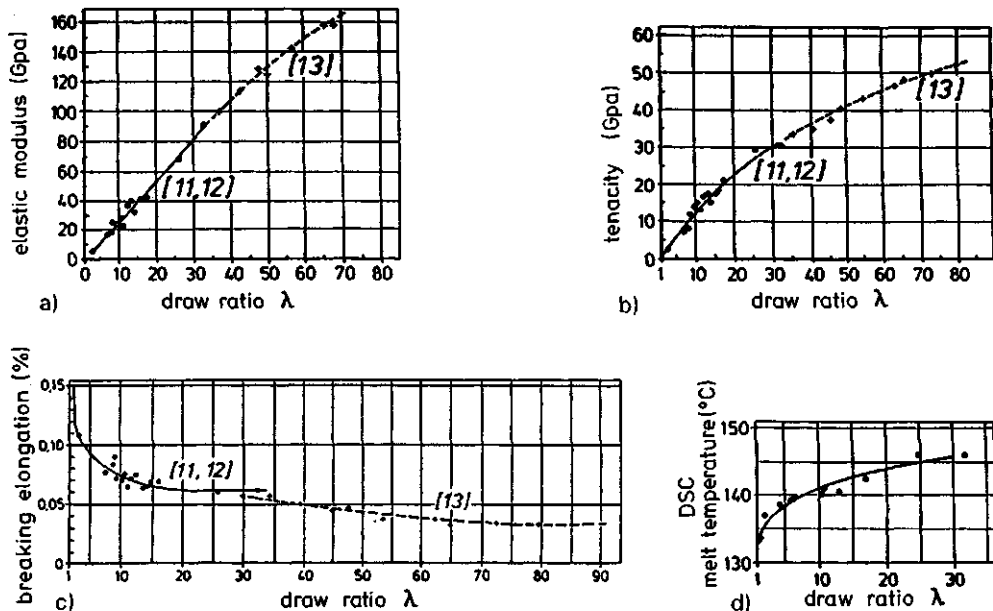 elastic modulus (Gpa)
160
140
120
100
80
60
40
20
0
[13]
[11,12]
0 10 20 30 40 50 60 70 80
a) draw ratio λ
tenacity (Gpa)
60
50
40
30
20
10
0
[13]
[11,12]
1 10 20 30 40 50 60 70 80
b) draw ratio λ
breaking elongation (%)
0,15
0,10
0,05
0
[11, 12]
[13]
1 10 20 30 40 50 60 70 80 90
c) draw ratio λ
DSC
melt temperature (°C)
150
140
130
1 10 20 30
d) draw ratio λ